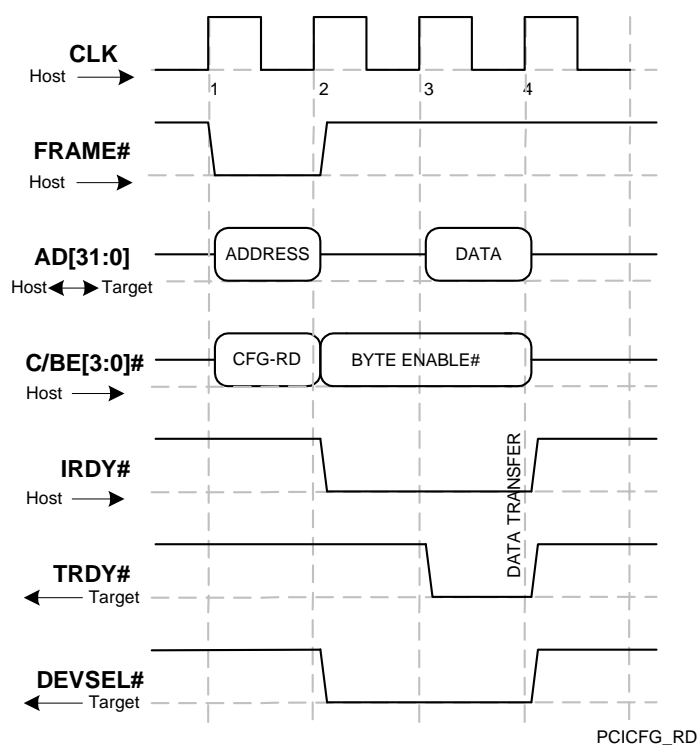 CLK
Host
1 2 3 4
FRAME#
Host
AD[31:0]
ADDRESS DATA
Host Target
C/BE[3:0]#
CFG-RD BYTE ENABLE#
Host
IRDY#
Host
DATA TRANSFER
TRDY#
Target
DEVSEL#
Target
PCICFG_RD